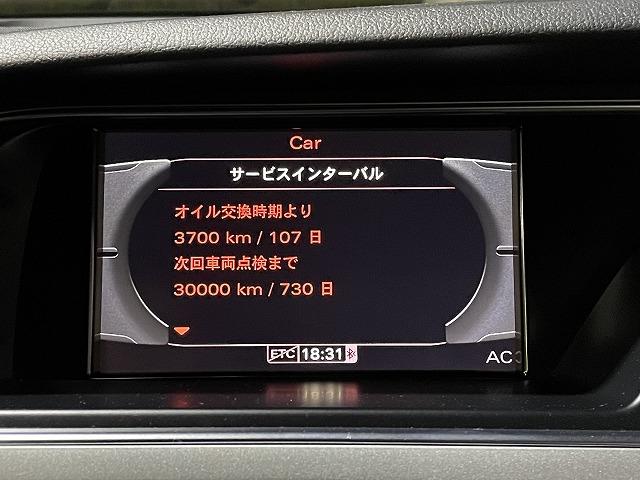 Car
サービスインターバル
オイル交換時期より
3700 km / 107 日
次回車両点検まで
30000 km / 730 日
ETC 18:31
AC